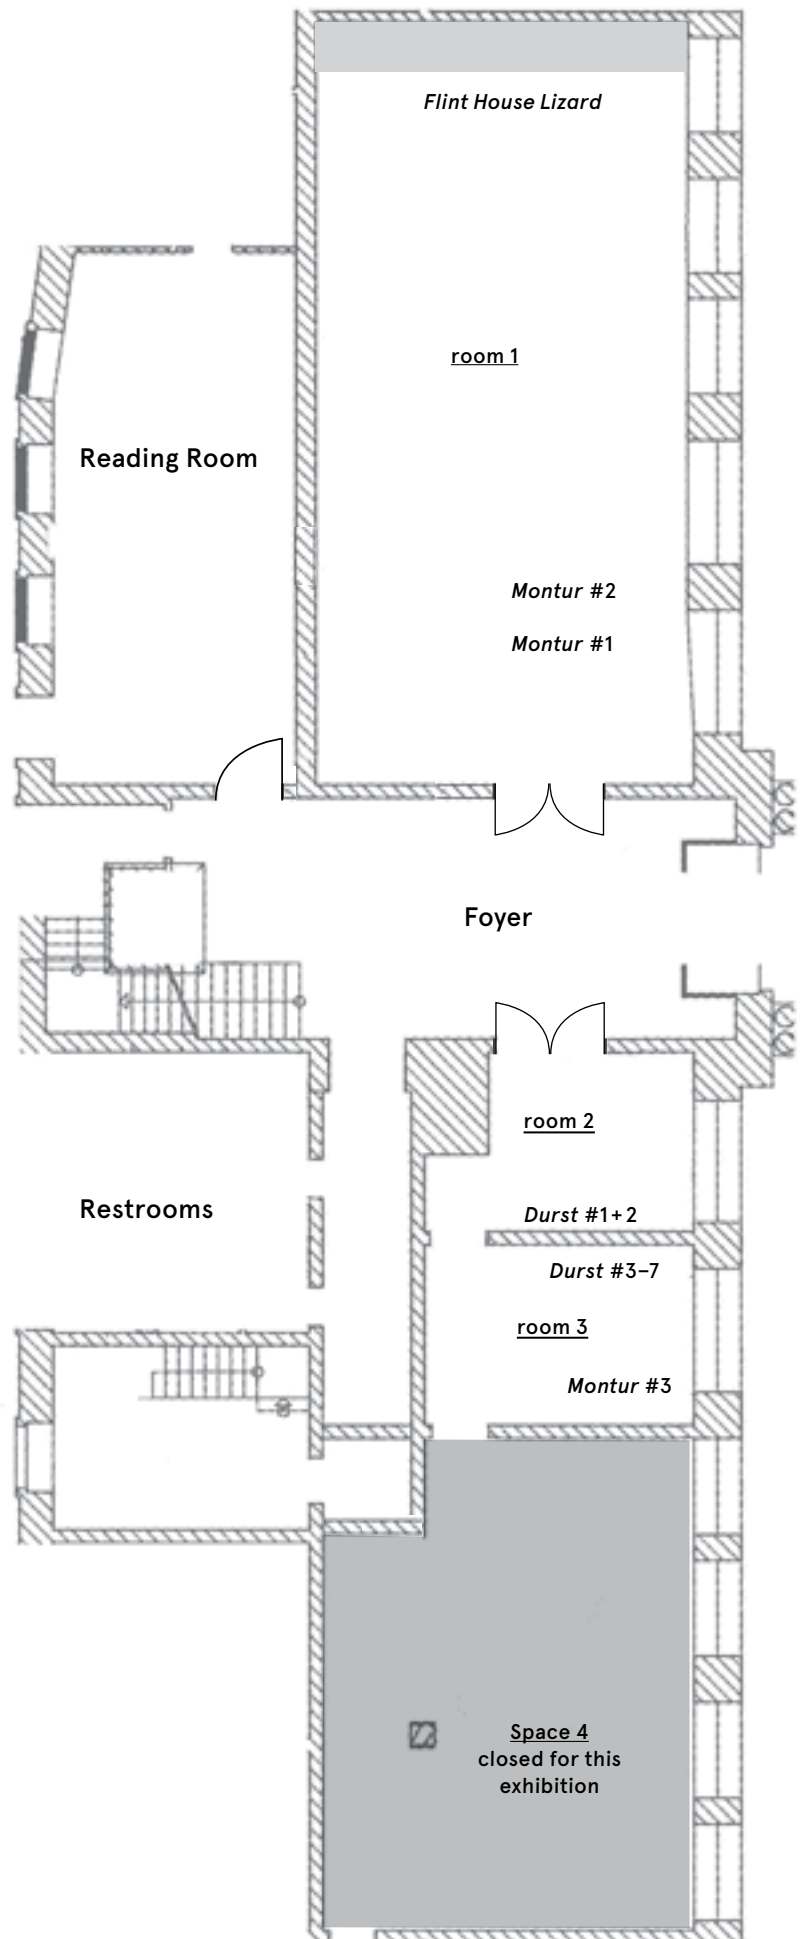 Flint House Lizard
room 1
Reading Room
Montur #2
Montur #1
Foyer
room 2
Restrooms
Durst #1+2
Durst #3–7
room 3
Montur #3
Space 4
closed for this
exhibition